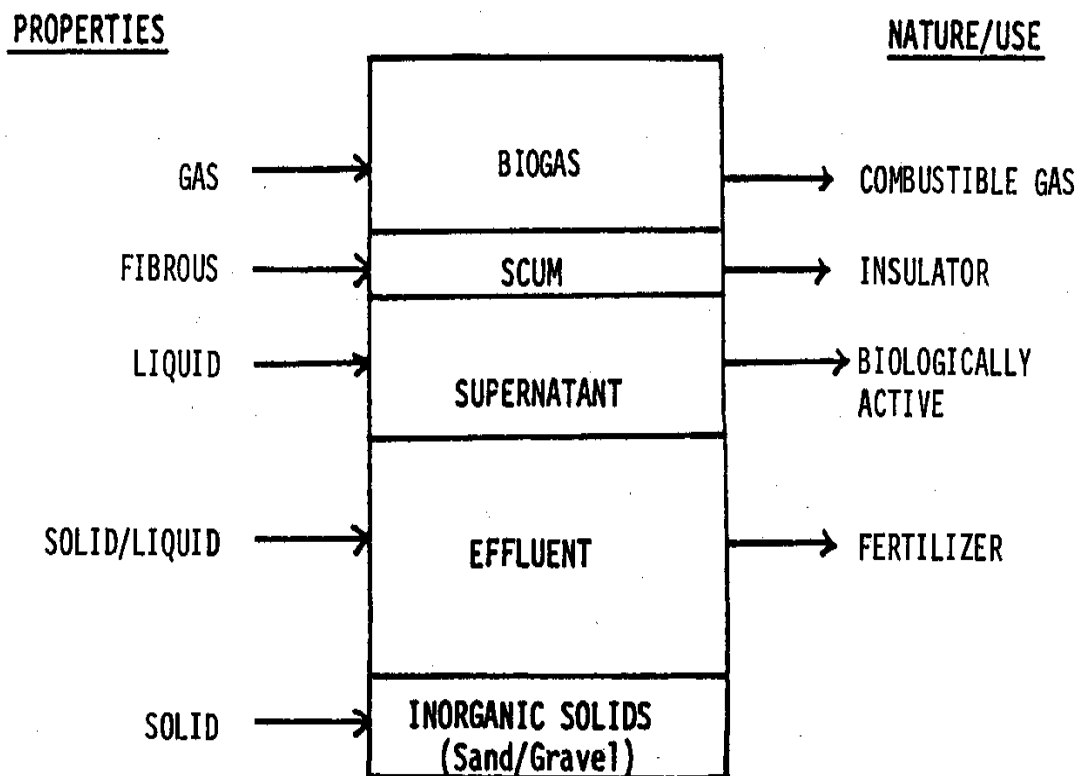 PROPERTIES
NATURE/USE
GAS
BIOGAS
COMBUSTIBLE GAS
FIBROUS
SCUM
INSULATOR
LIQUID
SUPERNATANT
BIOLOGICALLY
ACTIVE
SOLID/LIQUID
EFFLUENT
FERTILIZER
SOLID
INORGANIC SOLIDS
(Sand/Gravel)